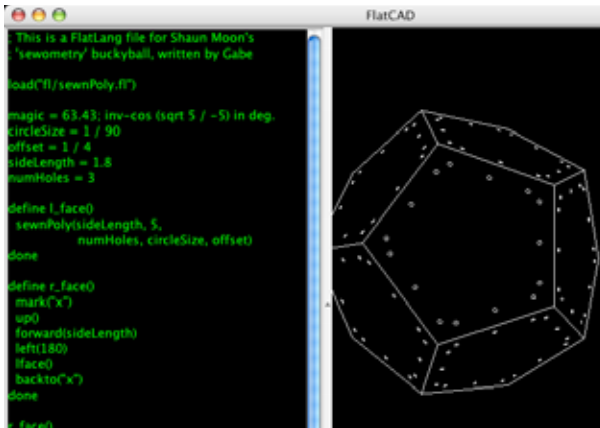 FlatCAD
; This is a FlatLang file for Shaun Moon's
; 'sewometry' buckyball, written by Gabe
load("fl/sewnPoly.fl")
magic = 63.43; inv-cos (sqrt 5 / -5) in deg.
circleSize = 1 / 90
offset = 1 / 4
sideLength = 1.8
numHoles = 3
define l_face()
sewnPoly(sideLength, 5,
numHoles, circleSize, offset)
done
define r_face()
mark("x")
up()
forward(sideLength)
left(180)
lface()
backto("x")
done
r_face()